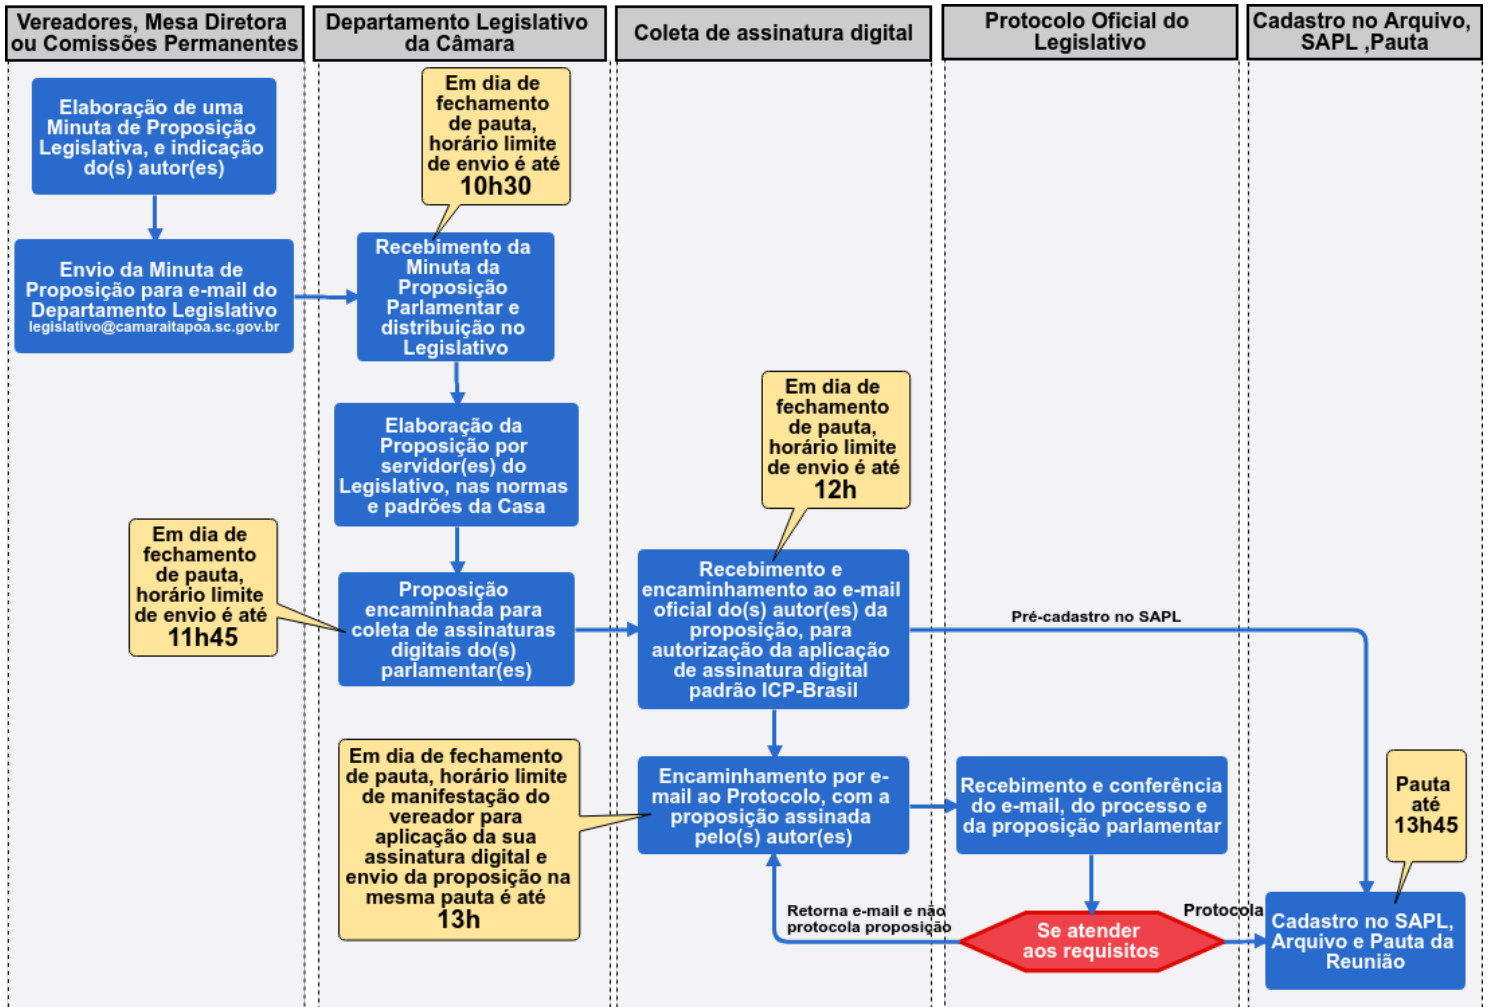 Vereadores, Mesa Diretora
ou Comissões Permanentes
Departamento Legislativo
da Câmara
Coleta de assinatura digital
Protocolo Oficial do
Legislativo
Cadastro no Arquivo,
SAPL ,Pauta
Elaboração de uma
Minuta de Proposição
Legislativa, e indicação
do(s) autor(es)
Envio da Minuta de
Proposição para e-mail do
Departamento Legislativo
legislativo@camaraitapoa.sc.gov.br
Em dia de
fechamento
de pauta,
horário limite
de envio é até
10h30
Recebimento da
Minuta da
Proposição
Parlamentar e
distribuição no
Legislativo
Elaboração da
Proposição por
servidor(es) do
Legislativo, nas normas
e padrões da Casa
Em dia de
fechamento
de pauta,
horário limite
de envio é até
11h45
Proposição
encaminhada para
coleta de assinaturas
digitais do(s)
parlamentar(es)
Em dia de
fechamento
de pauta,
horário limite
de envio é até
12h
Recebimento e
encaminhamento ao e-mail
oficial do(s) autor(es) da
proposição, para
autorização da aplicação
de assinatura digital
padrão ICP-Brasil
Pré-cadastro no SAPL
Em dia de fechamento
de pauta, horário limite
de manifestação do
vereador para
aplicação da sua
assinatura digital e
envio da proposição na
mesma pauta é até
13h
Encaminhamento por e-
mail ao Protocolo, com a
proposição assinada
pelo(s) autor(es)
Recebimento e conferência
do e-mail, do processo e
da proposição parlamentar
Retorna e-mail e não
protocola proposição
Se atender
aos requisitos
Protocola
Pauta
até
13h45
Cadastro no SAPL,
Arquivo e Pauta da
Reunião